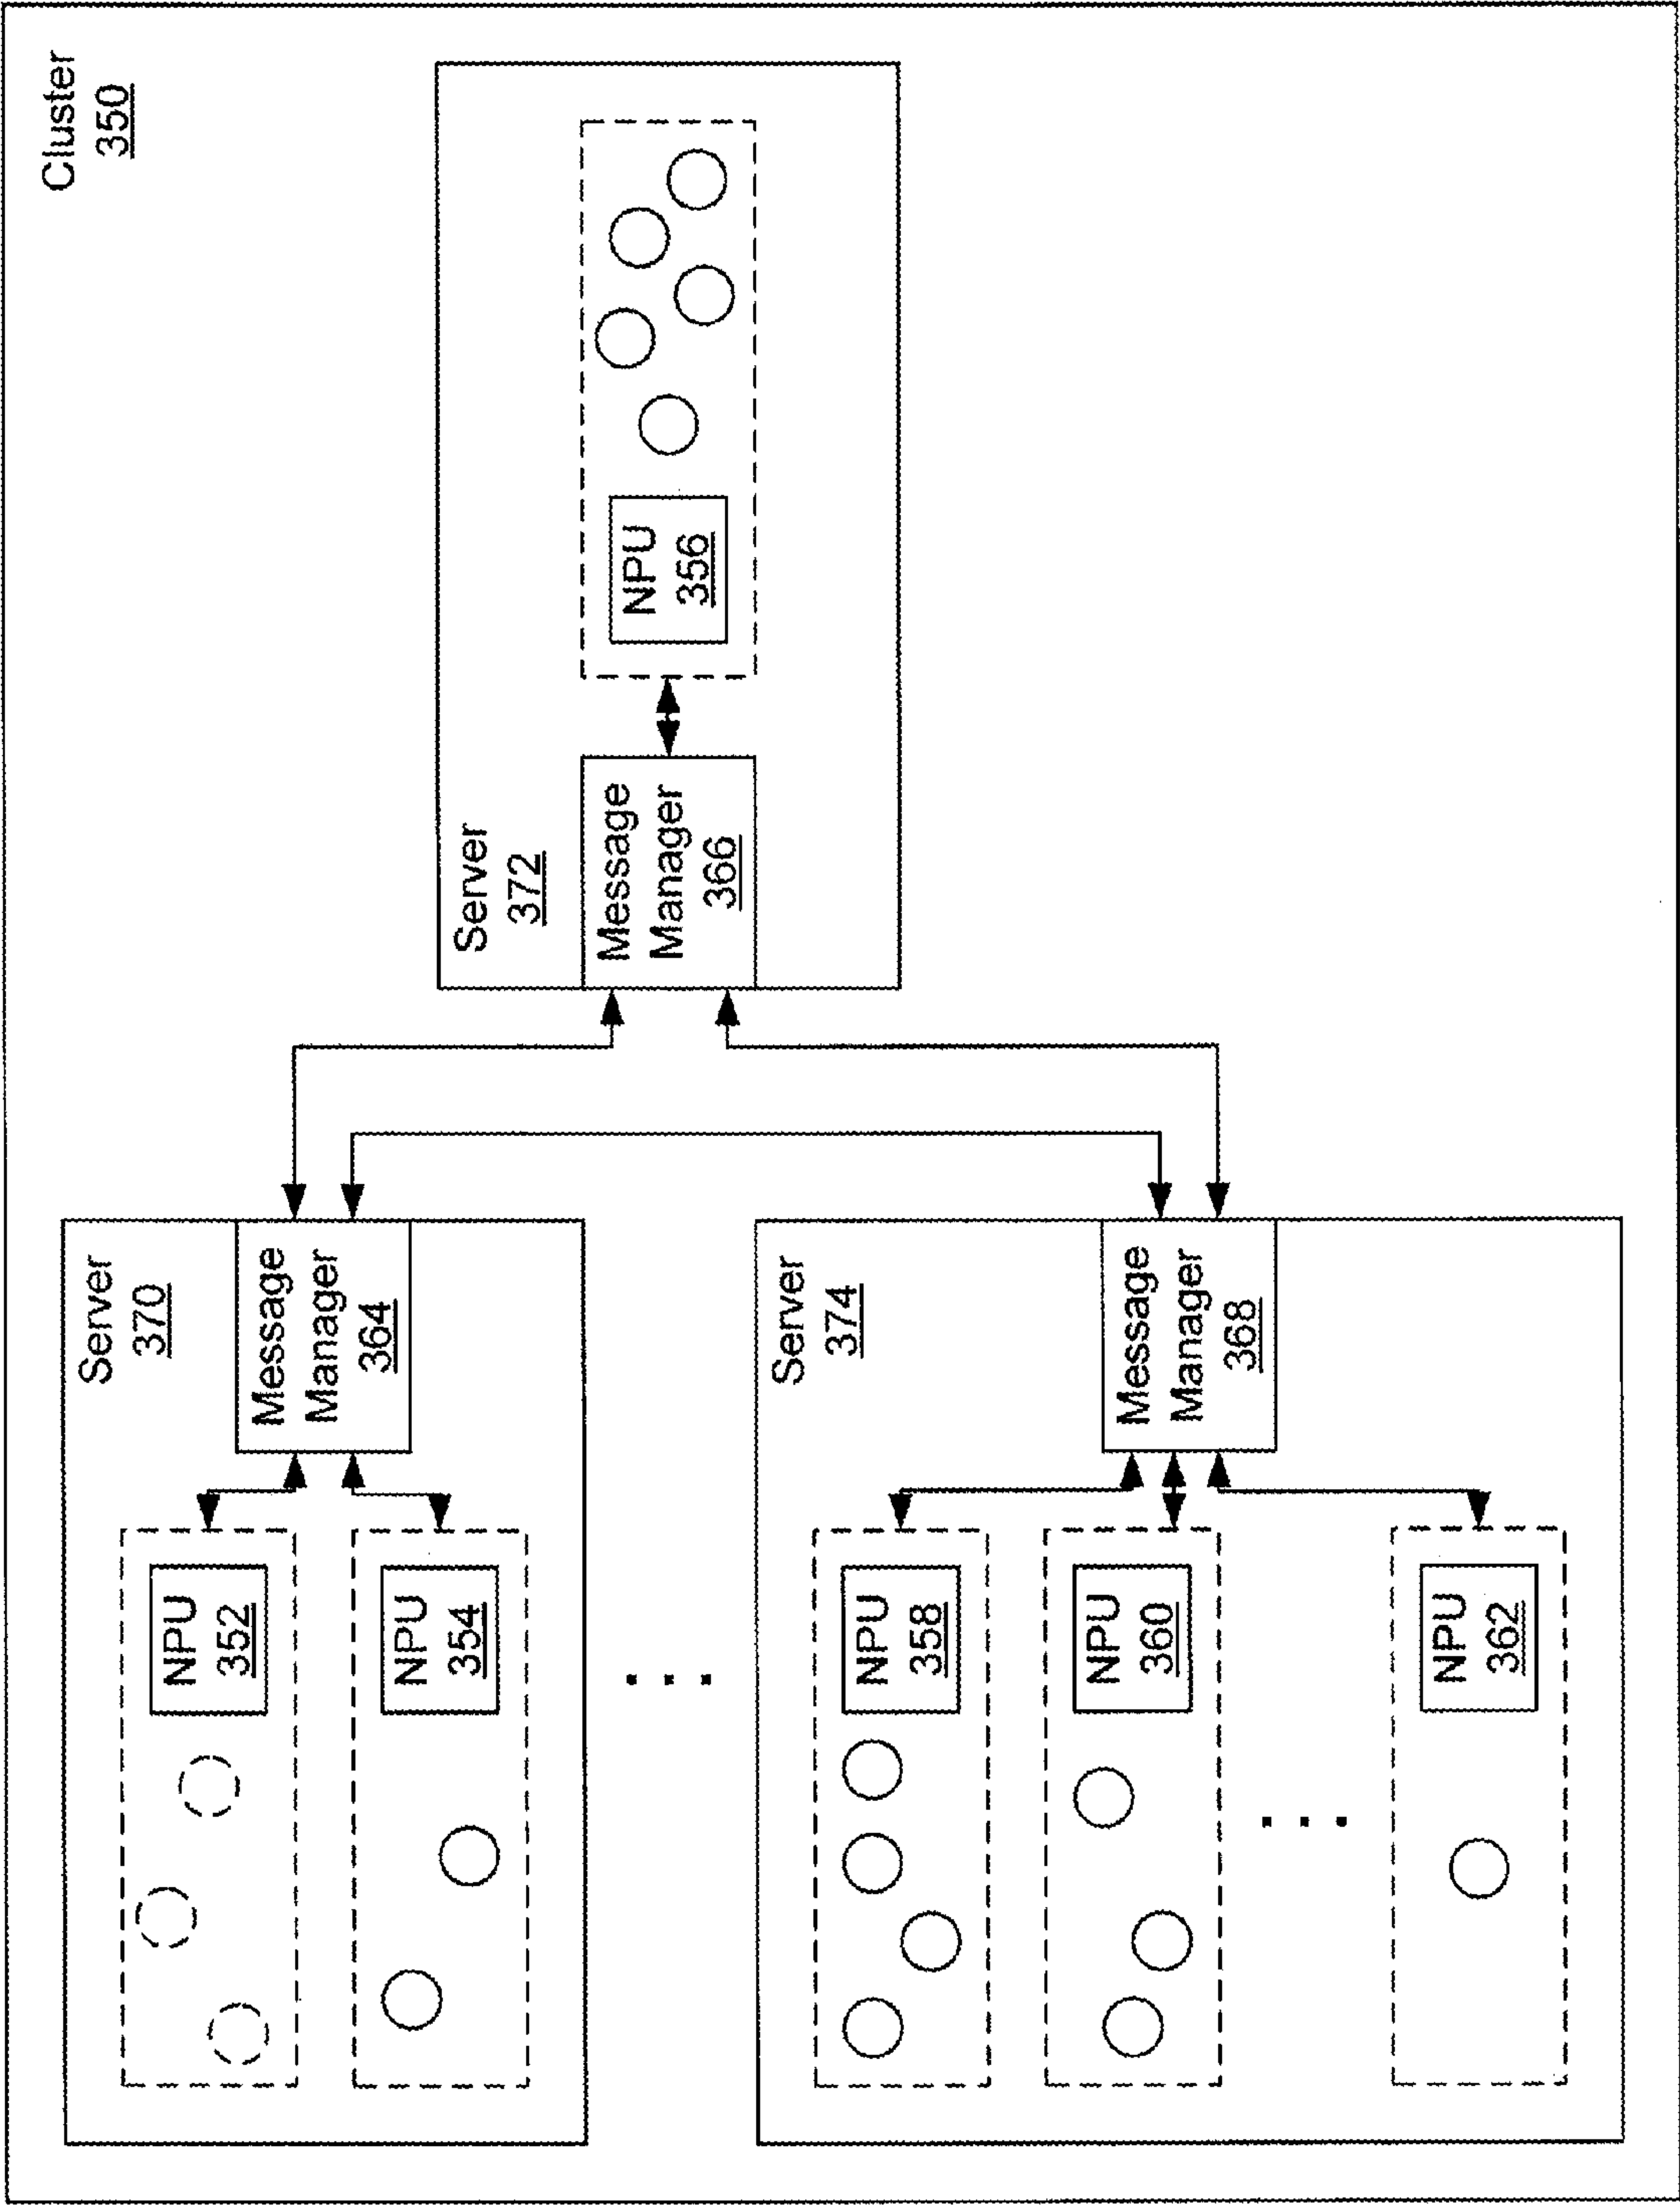 Cluster
350
Server
370
Message
Manager
364
NPU
352
NPU
354
Server
372
Message
Manager
366
NPU
356
...
Server
374
Message
Manager
368
NPU
358
NPU
360
...
NPU
362